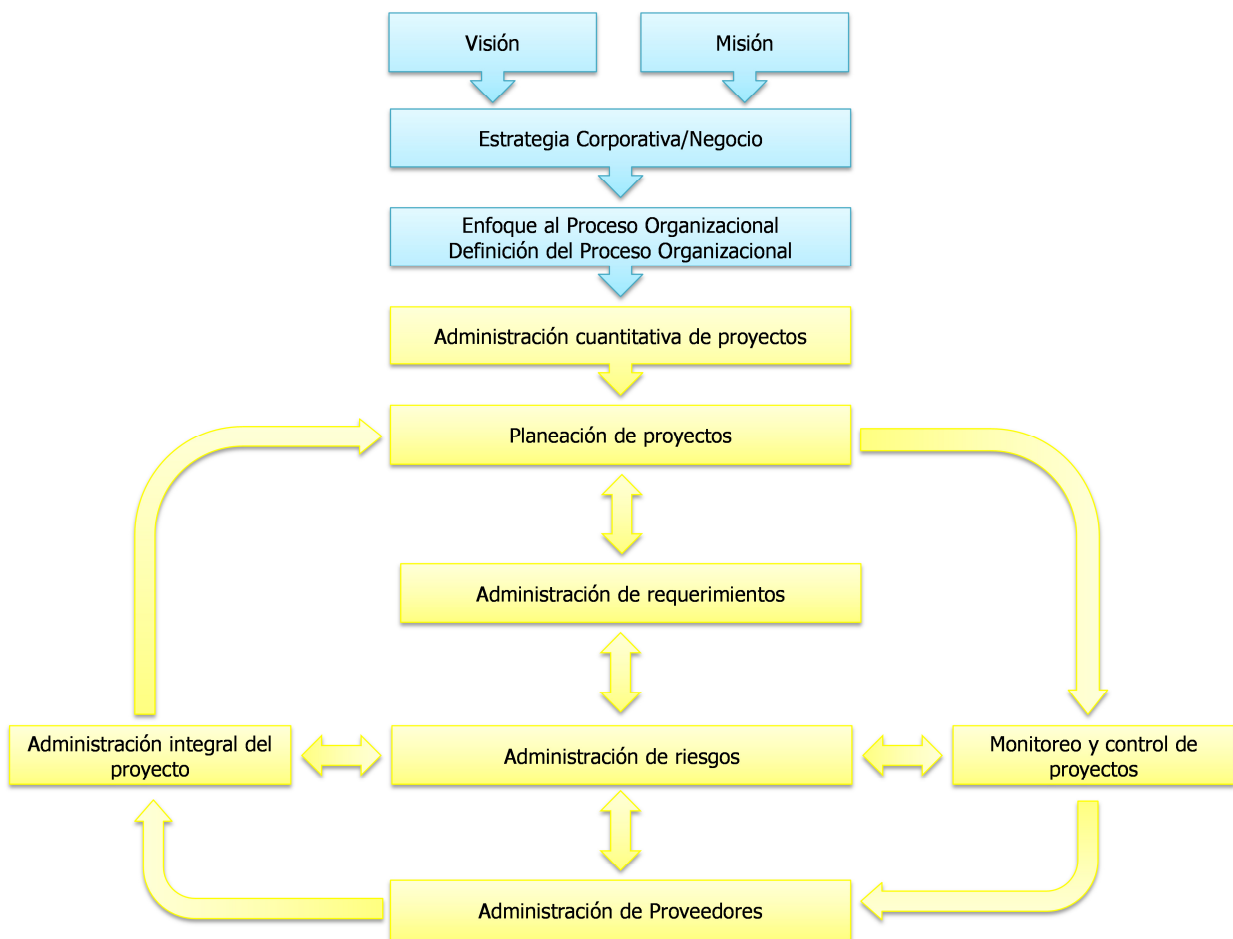 Visión
Misión
Estrategia Corporativa/Negocio
Enfoque al Proceso Organizacional
Definición del Proceso Organizacional
Administración cuantitativa de proyectos
Planeación de proyectos
Administración de requerimientos
Administración integral del
proyecto
Administración de riesgos
Monitoreo y control de
proyectos
Administración de Proveedores